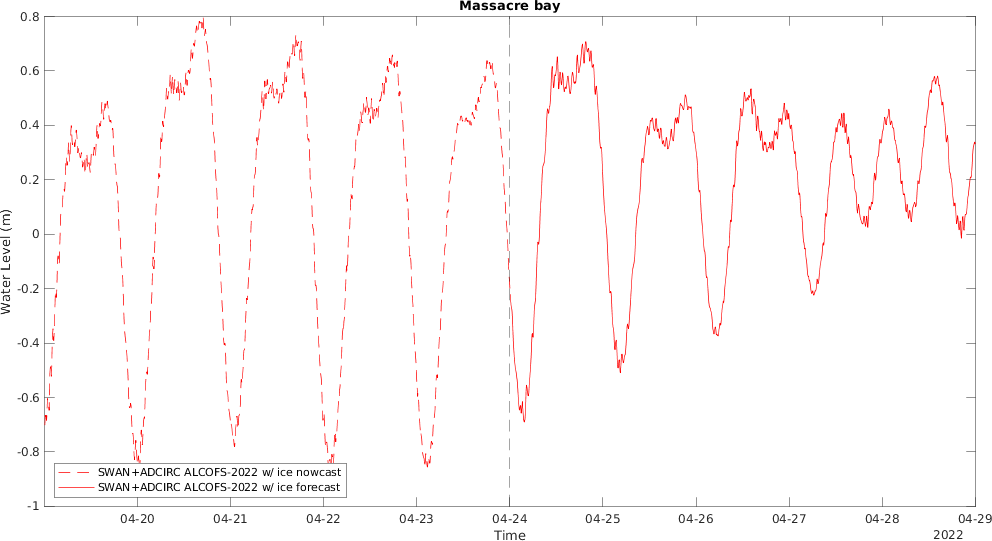 Massacre bay
0.8
0.6
0.4
0.2
0
-0.2
-0.4
-0.6
-0.8
-1
Water Level (m)
SWAN+ADCIRC ALCOFS-2022 w/ ice nowcast
SWAN+ADCIRC ALCOFS-2022 w/ ice forecast
04-20 04-21 04-22 04-23 04-24 04-25 04-26 04-27 04-28 04-29
Time
2022